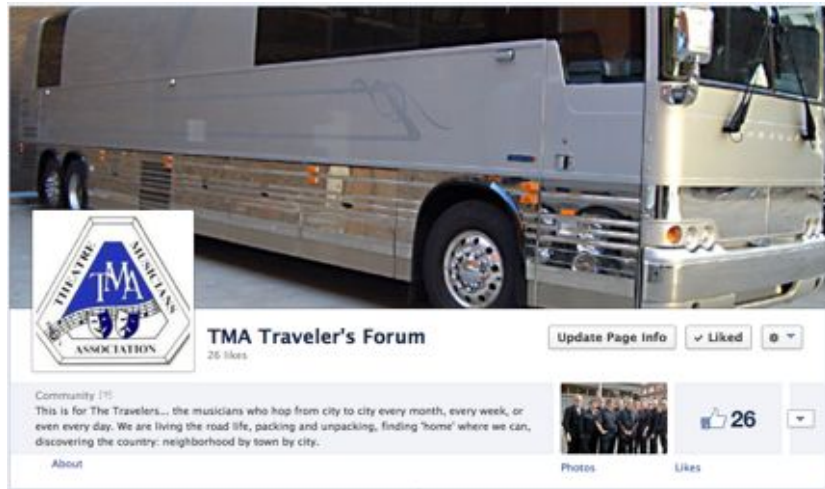 THEATRE MUSICIANS
TMA
ASSOCIATION
TMA Traveler's Forum
26 likes
Update Page Info
✓ Liked
Community
This is for The Travelers... the musicians who hop from city to city every month, every week, or
even every day. We are living the road life, packing and unpacking, finding 'home' where we can,
discovering the country: neighborhood by town by city.
About
26
Photos
Likes